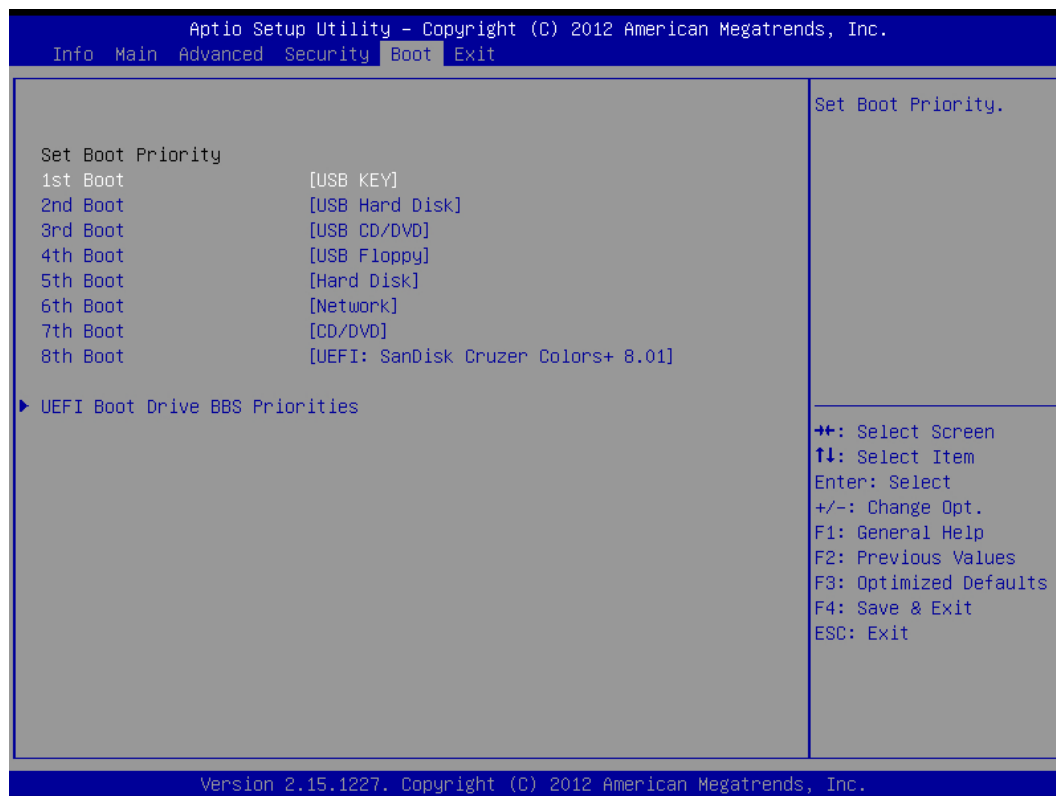 Aptio Setup Utility – Copyright (C) 2012 American Megatrends, Inc.
Info Main Advanced Security Boot Exit
Set Boot Priority
1st Boot [USB KEY]
2nd Boot [USB Hard Disk]
3rd Boot [USB CD/DVD]
4th Boot [USB Floppy]
5th Boot [Hard Disk]
6th Boot [Network]
7th Boot [CD/DVD]
8th Boot [UEFI: SanDisk Cruzer Colors+ 8.01]
▶ UEFI Boot Drive BBS Priorities
Set Boot Priority.
→←: Select Screen
↑↓: Select Item
Enter: Select
+/-: Change Opt.
F1: General Help
F2: Previous Values
F3: Optimized Defaults
F4: Save & Exit
ESC: Exit
Version 2.15.1227. Copyright (C) 2012 American Megatrends, Inc.